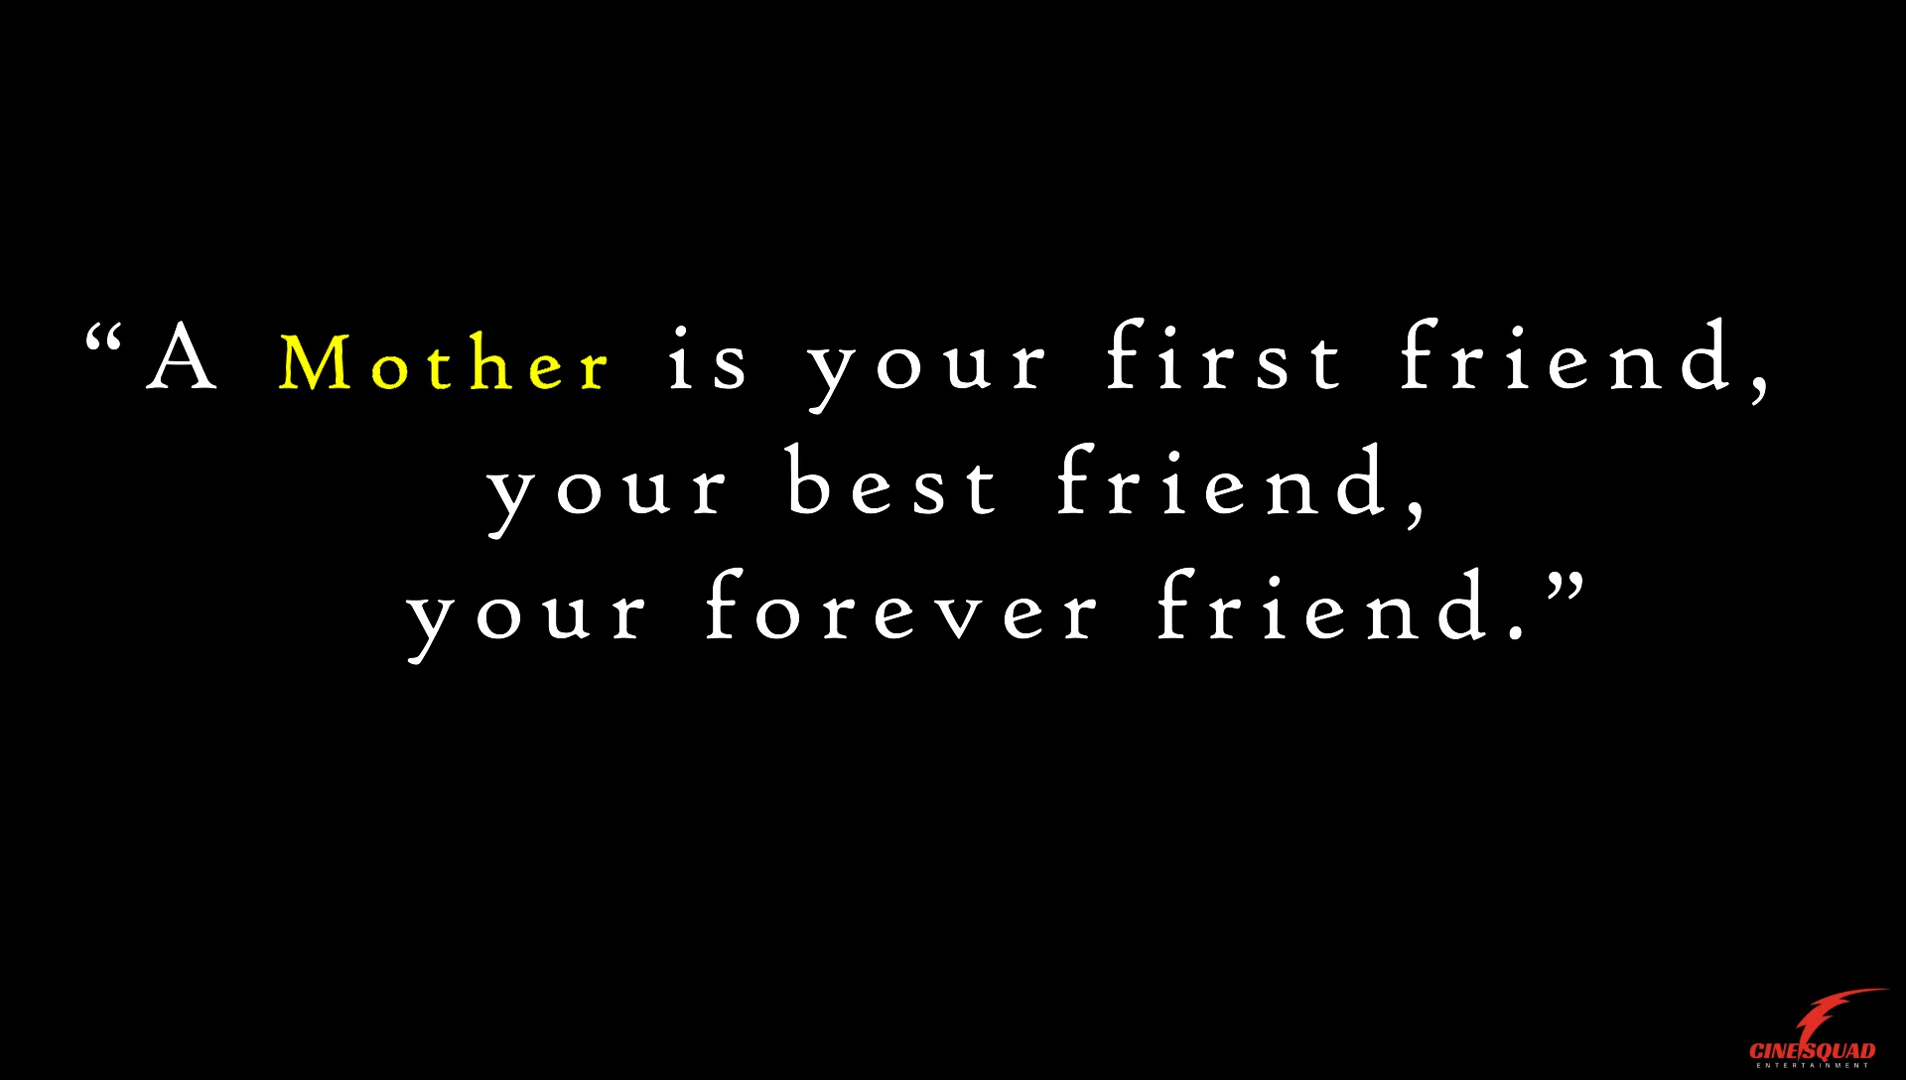 “A Mother is your first friend,
your best friend,
your forever friend.”
CINESQUAD
ENTERTAINMENT